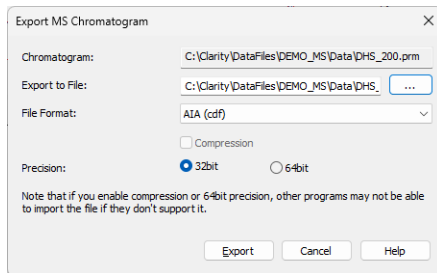 Export MS Chromatogram
Chromatogram: C:\Clarity\DataFiles\DEMO_MS\Data\DHS_200.prm
Export to File: C:\Clarity\DataFiles\DEMO_MS\Data\DHS_ ...
File Format: AIA (cdf)
Compression
Precision: 32bit 64bit
Note that if you enable compression or 64bit precision, other programs may not be able
to import the file if they don't support it.
Export Cancel Help